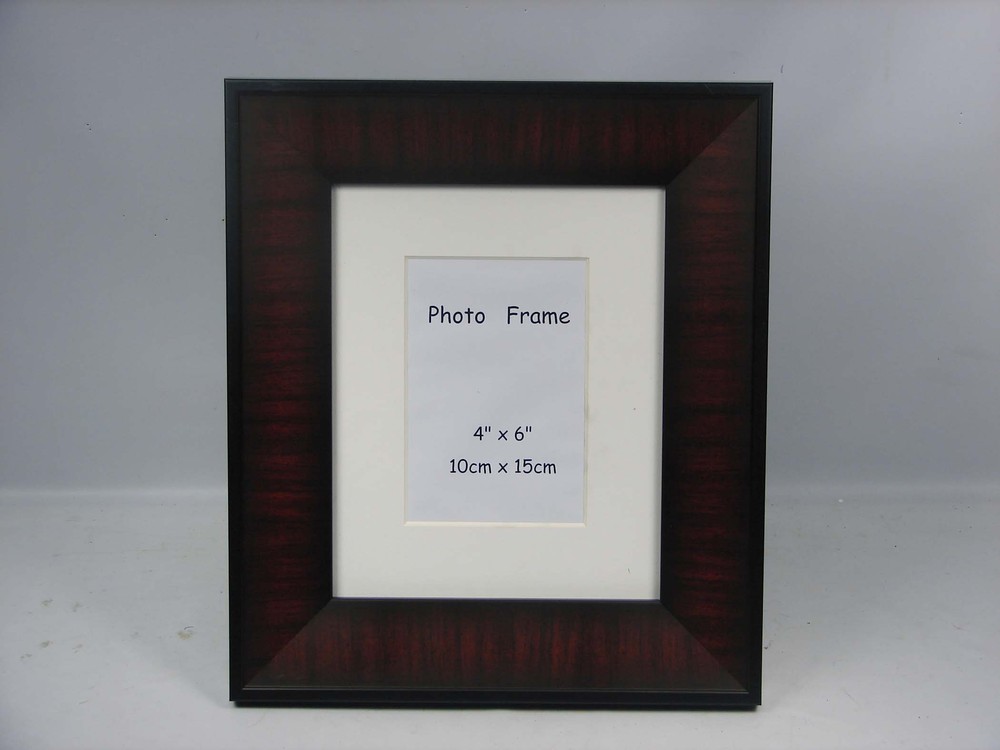 Photo Frame
4" x 6"
10cm x 15cm